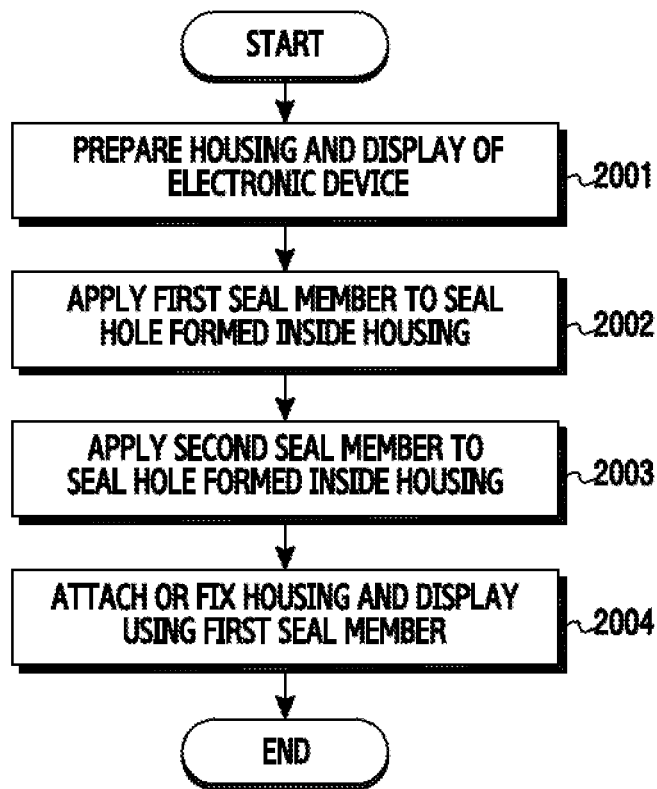 START
PREPARE HOUSING AND DISPLAY OF
ELECTRONIC DEVICE
2001
APPLY FIRST SEAL MEMBER TO SEAL
HOLE FORMED INSIDE HOUSING
2002
APPLY SECOND SEAL MEMBER TO
SEAL HOLE FORMED INSIDE HOUSING
2003
ATTACH OR FIX HOUSING AND DISPLAY
USING FIRST SEAL MEMBER
2004
END